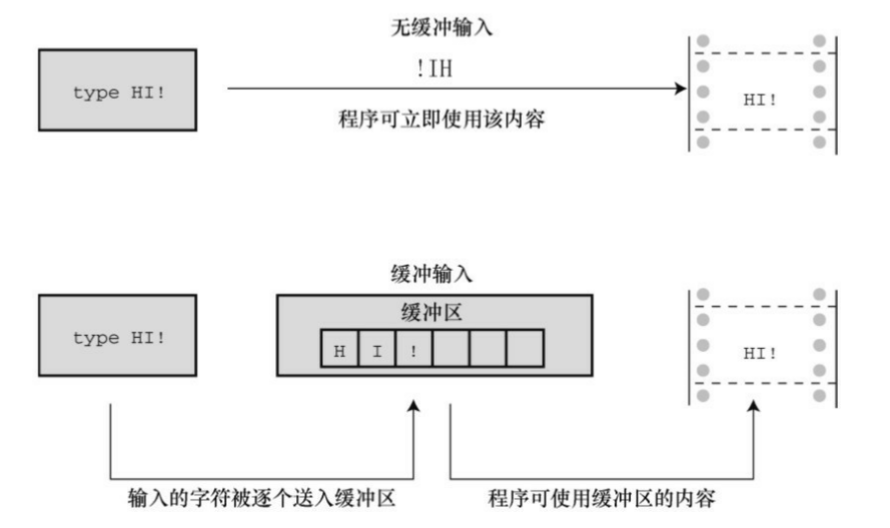 无缓冲输入
type HI!
!IH
HI!
程序可立即使用该内容
缓冲输入
缓冲区
type HI!
H I !
HI!
输入的字符被逐个送入缓冲区
程序可使用缓冲区的内容